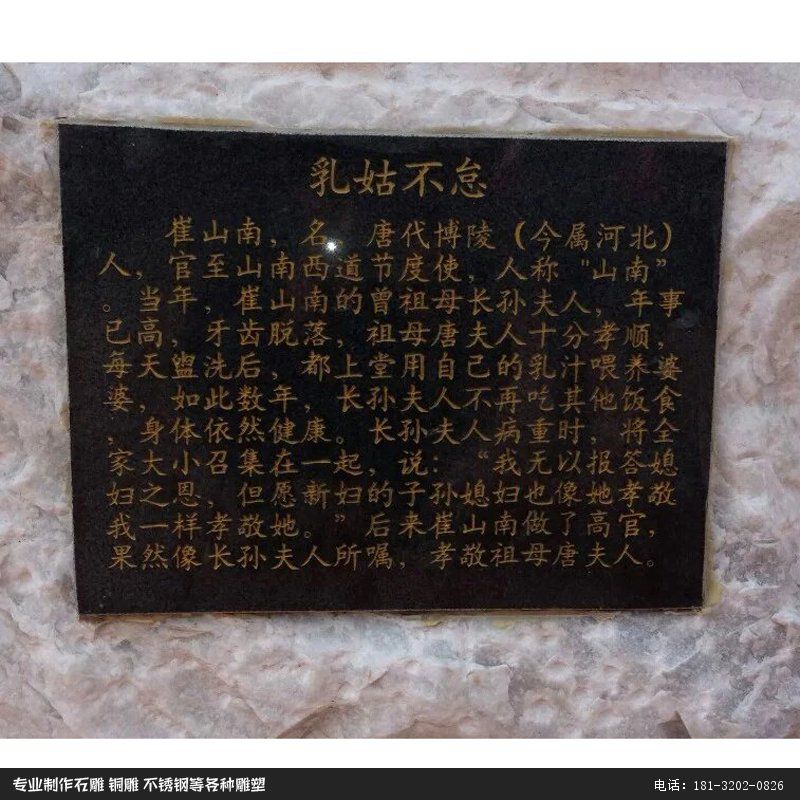 乳姑不怠
崔山南，名 唐代博陵（今属河北）
人，官至山南西道节度使，人称“山南”
。当年，崔山南的曾祖母长孙夫人，年事
已高，牙齿脱落，祖母唐夫人十分孝顺，
每天盥洗后，都上堂用自己的乳汁喂养婆
婆，如此数年，长孙夫人不再吃其他饭食
，身体依然健康。长孙夫人病重时，将全
家大小召集在一起，说：“我无以报答媳
妇之恩，但愿新妇的子孙媳妇也像她孝敬
我一样孝敬她。”后来崔山南做了高官，
果然像长孙夫人所嘱，孝敬祖母唐夫人。
专业制作石雕 铜雕 不锈钢等各种雕塑
电话：181-3202-0826